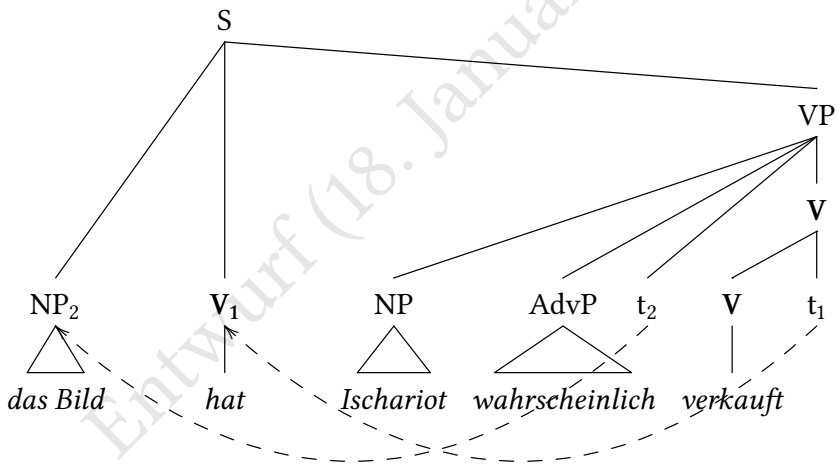 S
VP
V
NP₂ V₁ NP AdvP t₂ V t₁
das Bild hat Ischariot wahrscheinlich verkauft
Entwurf (18. Janua